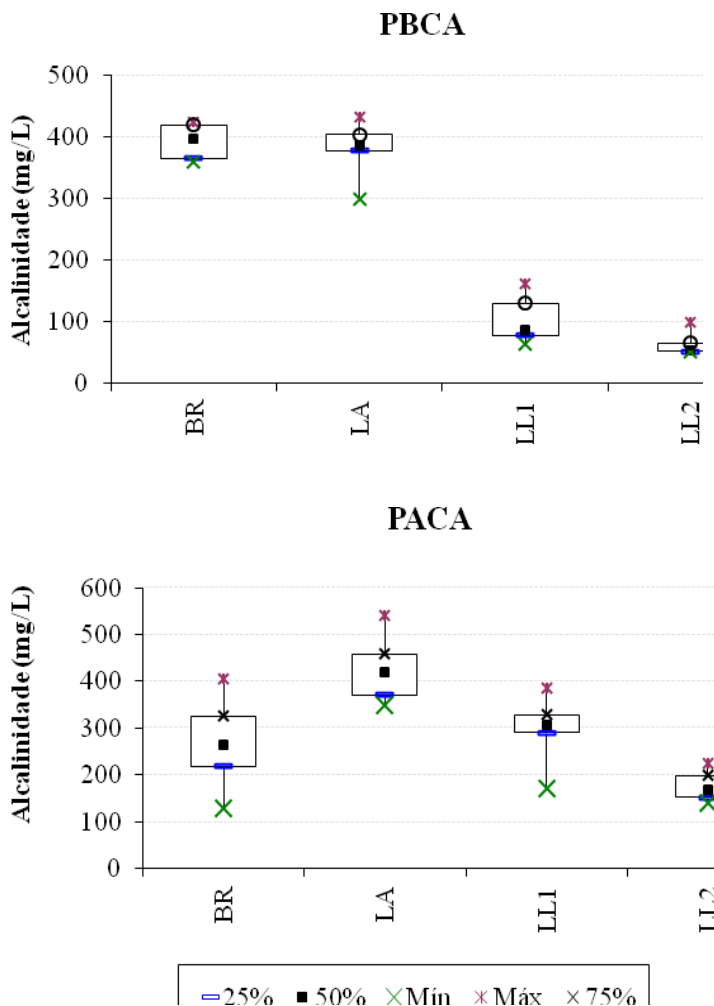 PBCA
Alcalinidade (mg/L)
500
400
300
200
100
0
BR
LA
LL1
LL2
PACA
Alcalinidade (mg/L)
600
500
400
300
200
100
0
BR
LA
LL1
LL2
25% 50% Mín Máx 75%